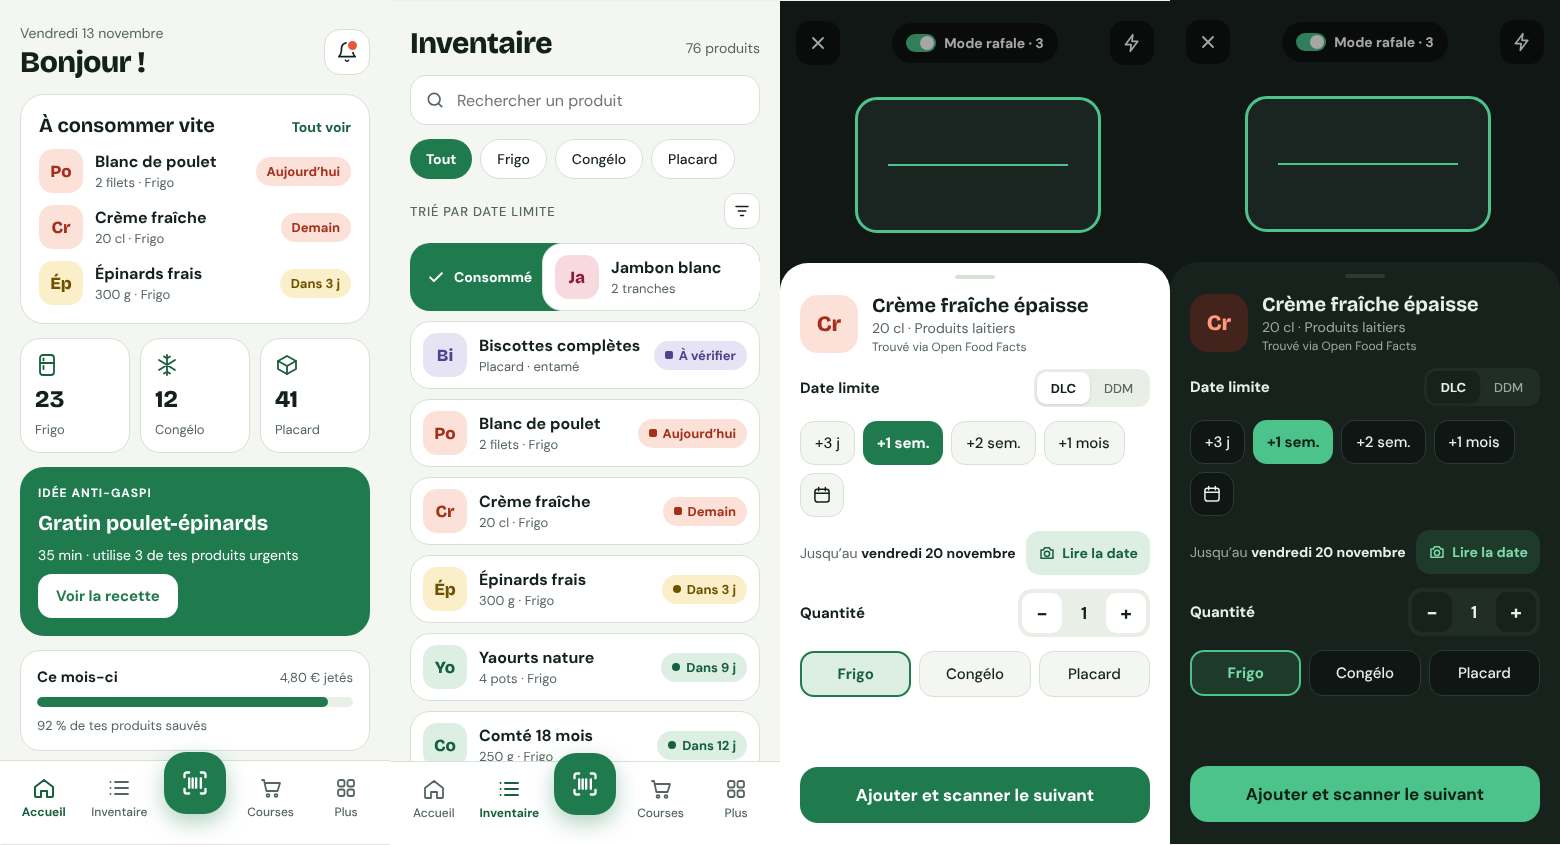 Vendredi 13 novembre
Bonjour !
À consommer vite
Tout voir
Po
Blanc de poulet
2 filets · Frigo
Aujourd’hui
Cr
Crème fraîche
20 cl · Frigo
Demain
Ép
Épinards frais
300 g · Frigo
Dans 3 j
23
Frigo
12
Congélo
41
Placard
IDÉE ANTI-GASPI
Gratin poulet-épinards
35 min · utilise 3 de tes produits urgents
Voir la recette
Ce mois-ci
4,80 € jetés
92 % de tes produits sauvés
Accueil
Inventaire
Courses
Plus
Inventaire
76 produits
Rechercher un produit
Tout
Frigo
Congélo
Placard
TRIÉ PAR DATE LIMITE
Consommé
Ja
Jambon blanc
2 tranches
Bi
Biscottes complètes
Placard · entamé
À vérifier
Po
Blanc de poulet
2 filets · Frigo
Aujourd’hui
Cr
Crème fraîche
20 cl · Frigo
Demain
Ép
Épinards frais
300 g · Frigo
Dans 3 j
Yo
Yaourts nature
4 pots · Frigo
Dans 9 j
Co
Comté 18 mois
250 g · Frigo
Dans 12 j
Accueil
Inventaire
Courses
Plus
Mode rafale · 3
Cr
Crème fraîche épaisse
20 cl · Produits laitiers
Trouvé via Open Food Facts
Date limite
DLC
DDM
+3 j
+1 sem.
+2 sem.
+1 mois
Jusqu’au vendredi 20 novembre
Lire la date
Quantité
− 1 +
Frigo
Congélo
Placard
Ajouter et scanner le suivant
Mode rafale · 3
Cr
Crème fraîche épaisse
20 cl · Produits laitiers
Trouvé via Open Food Facts
Date limite
DLC
DDM
+3 j
+1 sem.
+2 sem.
+1 mois
Jusqu’au vendredi 20 novembre
Lire la date
Quantité
− 1 +
Frigo
Congélo
Placard
Ajouter et scanner le suivant